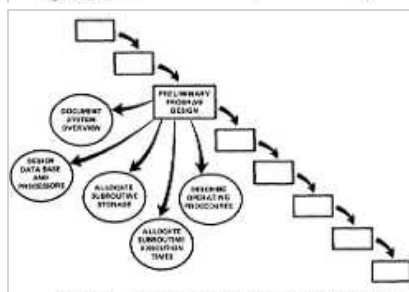 PRELIMINARY
PROGRAM
DESIGN
DOCUMENT
SYSTEM
OVERVIEW
DESIGN
DATA BASE
AND
PROCESSORS
ALLOCATE
SUBROUTINE
STORAGE
ALLOCATE
SUBROUTINE
EXECUTION
TIMES
DESCRIBE
OPERATING
PROCEDURES